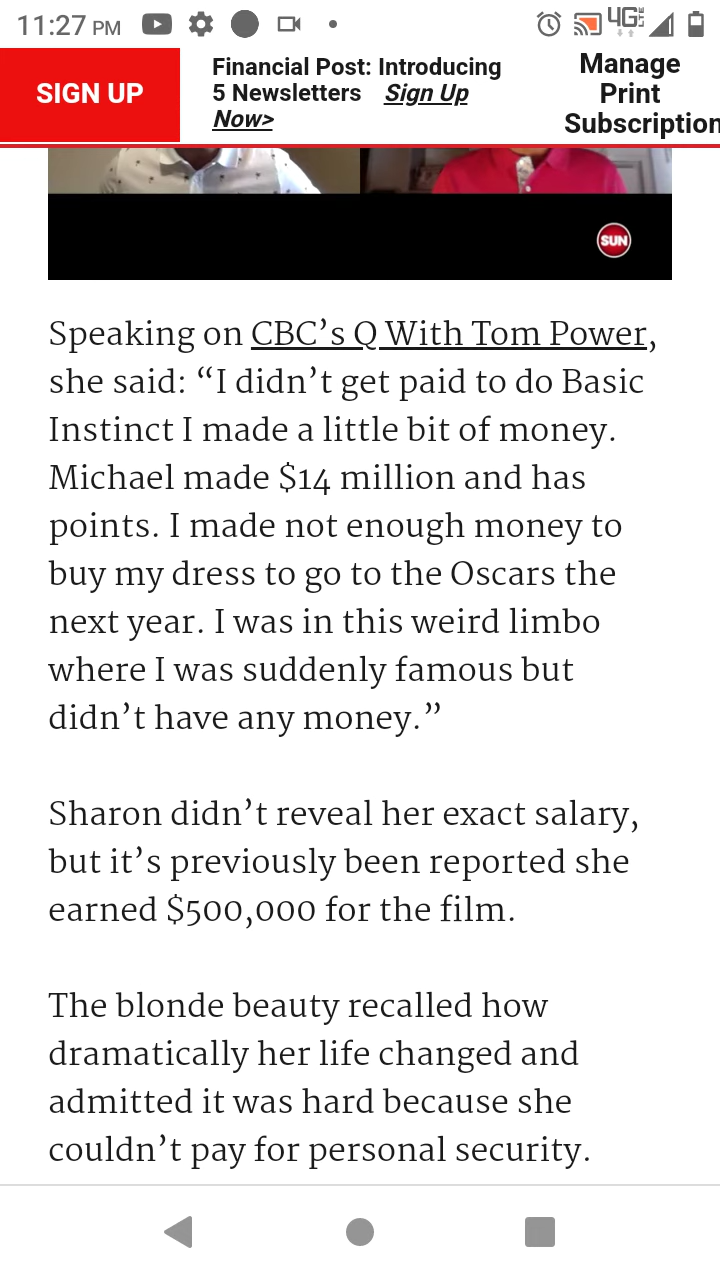 11:27 PM
4G LTE
SIGN UP
Financial Post: Introducing
5 Newsletters Sign Up
Now>
Manage
Print
Subscription
SUN
Speaking on CBC’s Q With Tom Power,
she said: “I didn’t get paid to do Basic
Instinct I made a little bit of money.
Michael made $14 million and has
points. I made not enough money to
buy my dress to go to the Oscars the
next year. I was in this weird limbo
where I was suddenly famous but
didn’t have any money.”
Sharon didn’t reveal her exact salary,
but it’s previously been reported she
earned $500,000 for the film.
The blonde beauty recalled how
dramatically her life changed and
admitted it was hard because she
couldn’t pay for personal security.